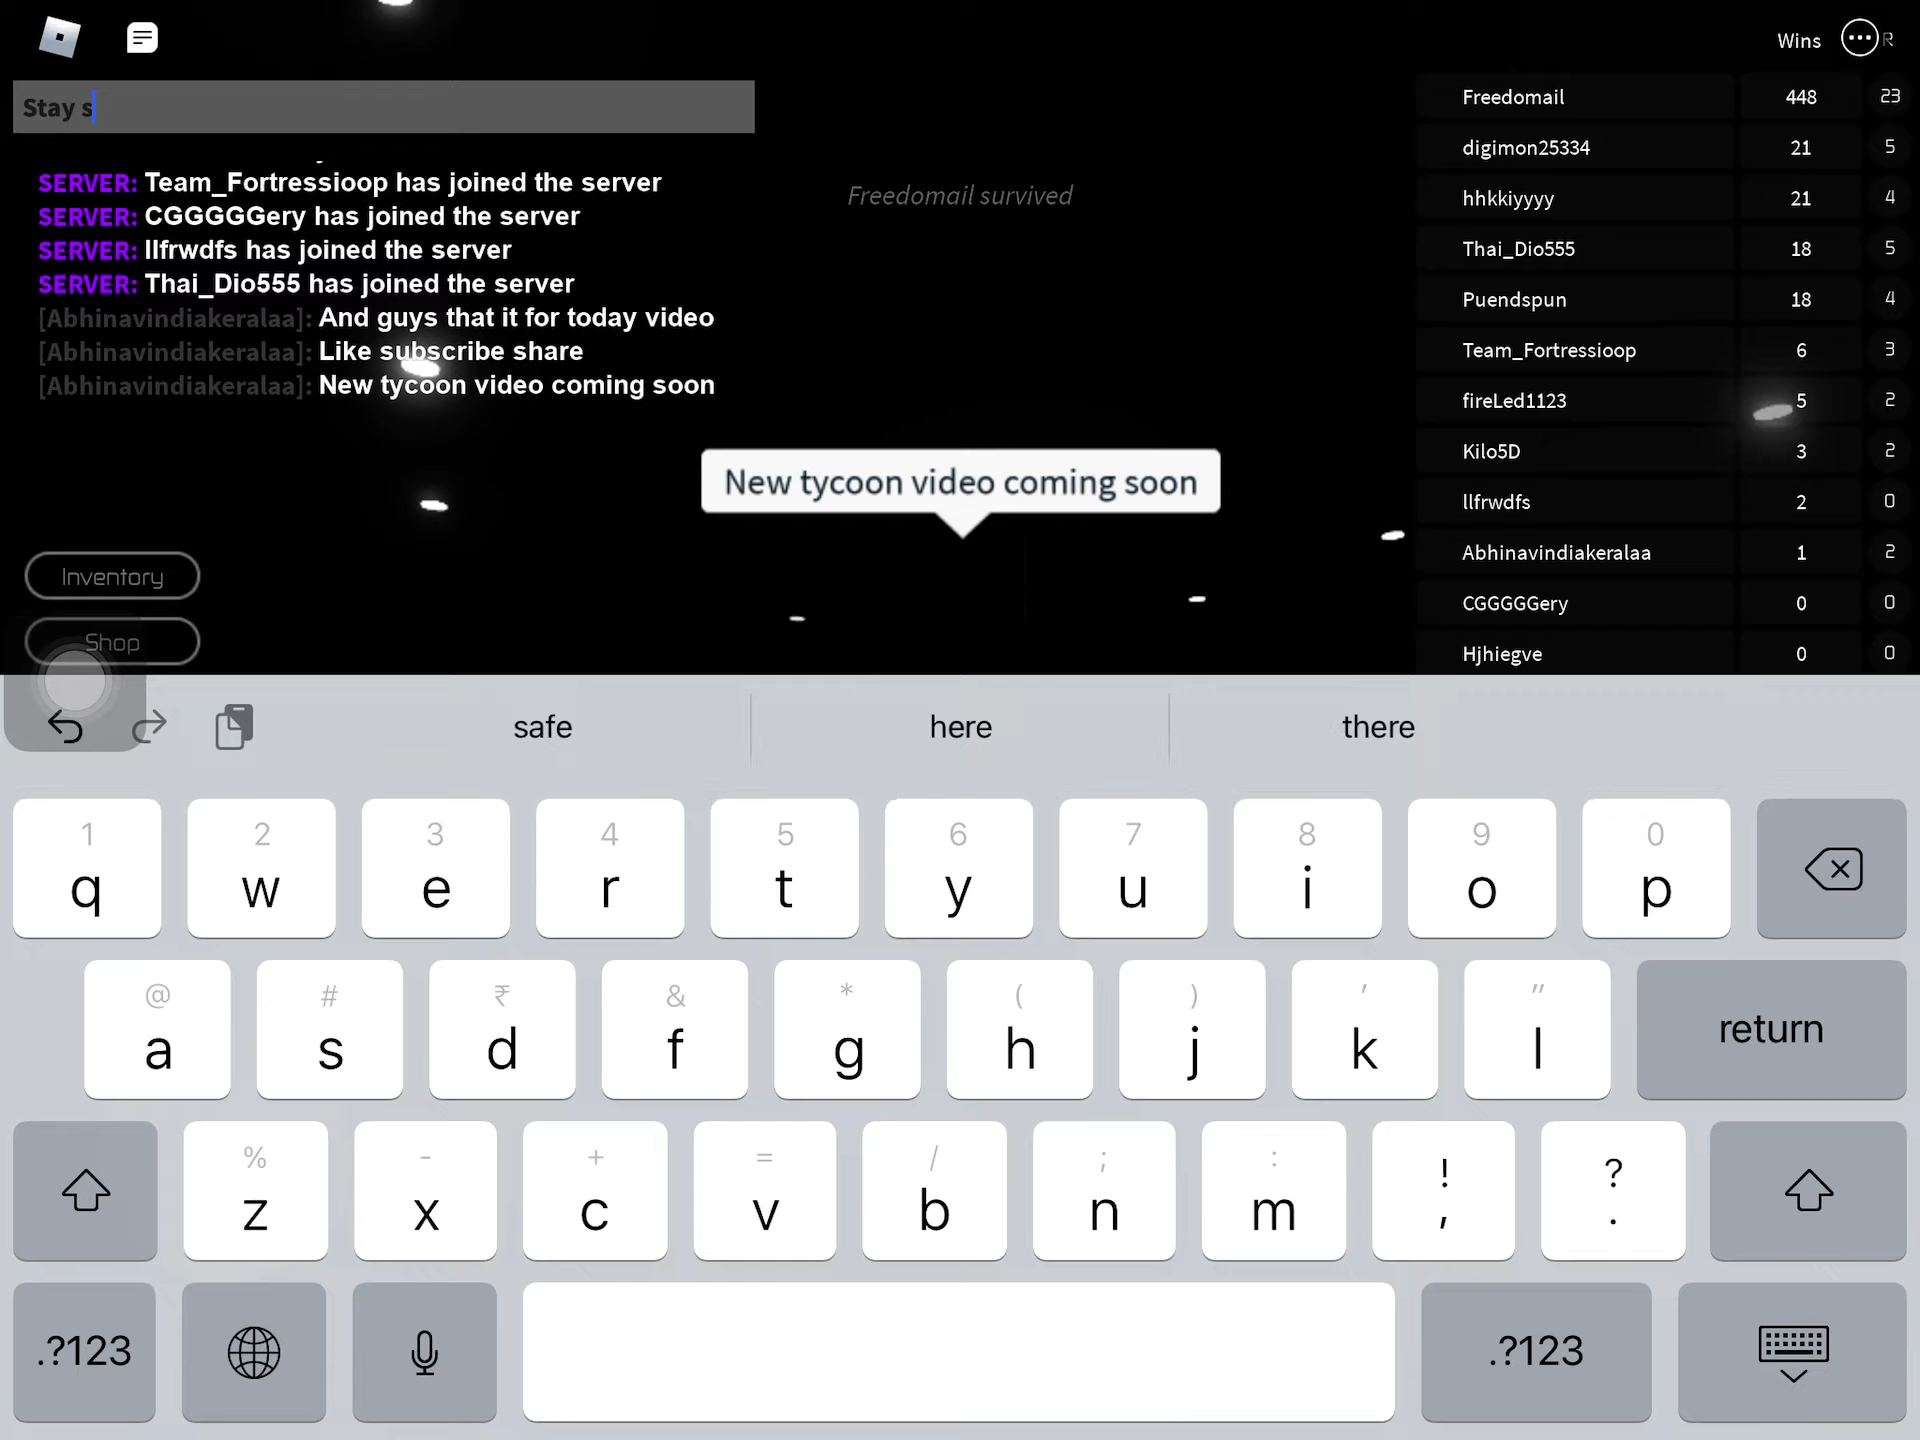 Wins
R
Stay s
SERVER: Team_Fortressioop has joined the server
SERVER: CGGGGGery has joined the server
SERVER: llfrwdfs has joined the server
SERVER: Thai_Dio555 has joined the server
[Abhinavindiakeralaa]: And guys that it for today video
[Abhinavindiakeralaa]: Like subscribe share
[Abhinavindiakeralaa]: New tycoon video coming soon
Freedomail survived
New tycoon video coming soon
Freedomail 448 23
digimon25334 21 5
hhkkiyyyy 21 4
Thai_Dio555 18 5
Puendspun 18 4
Team_Fortressioop 6 3
fireLed1123 5 2
Kilo5D 3 2
llfrwdfs 2 0
Abhinavindiakeralaa 1 2
CGGGGGery 0 0
Hjhiegve 0 0
Inventory
Shop
safe here there
1 2 3 4 5 6 7 8 9 0
q w e r t y u i o p
@ # ₹ & * ( ) ' "
a s d f g h j k l return
% - + = / ; : ! ?
z x c v b n m , .
.?123 .?123